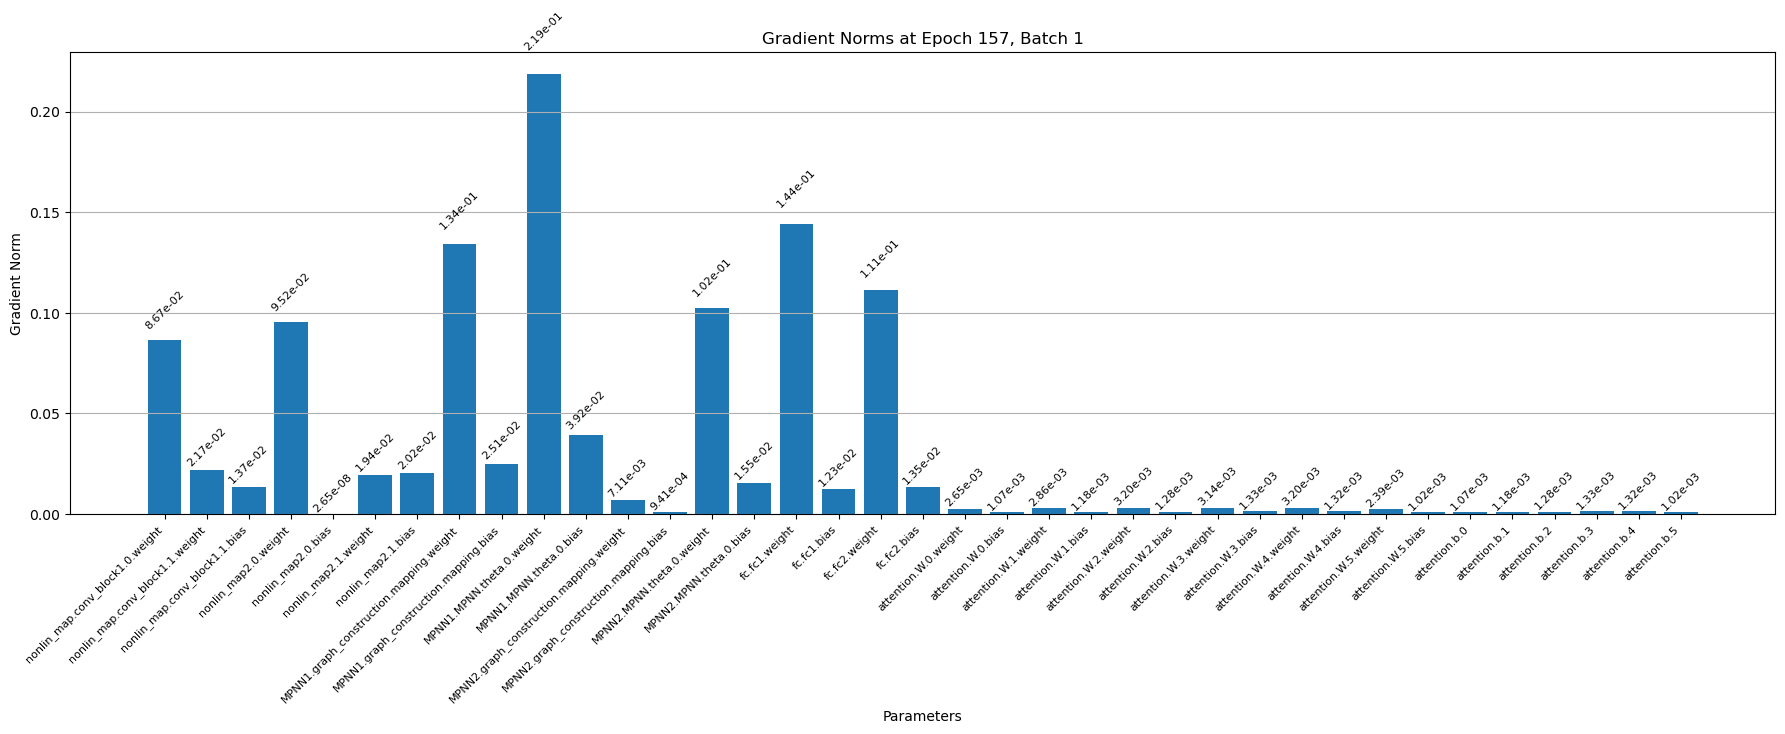 Gradient Norms at Epoch 157, Batch 1
Gradient Norm
0.20
0.15
0.10
0.05
0.00
8.67e-02
2.17e-02
1.37e-02
9.52e-02
2.65e-08
1.94e-02
2.02e-02
1.34e-01
2.51e-02
2.19e-01
3.92e-02
7.11e-03
9.41e-04
1.02e-01
1.55e-02
1.44e-01
1.23e-02
1.11e-01
1.35e-02
2.65e-03
1.07e-03
2.86e-03
1.18e-03
3.20e-03
1.28e-03
3.14e-03
1.33e-03
3.20e-03
1.32e-03
2.39e-03
1.02e-03
1.07e-03
1.18e-03
1.28e-03
1.33e-03
1.32e-03
1.02e-03
nonlin_map.conv_block1.0.weight
nonlin_map.conv_block1.1.weight
nonlin_map.conv_block1.1.bias
nonlin_map2.0.weight
nonlin_map2.0.bias
nonlin_map2.1.weight
nonlin_map2.1.bias
MPNN1.graph_construction.mapping.weight
MPNN1.graph_construction.mapping.bias
MPNN1.MPNN.theta.0.weight
MPNN1.MPNN.theta.0.bias
MPNN2.graph_construction.mapping.weight
MPNN2.graph_construction.mapping.bias
MPNN2.MPNN.theta.0.weight
MPNN2.MPNN.theta.0.bias
fc.fc1.weight
fc.fc1.bias
fc.fc2.weight
fc.fc2.bias
attention.W.0.weight
attention.W.0.bias
attention.W.1.weight
attention.W.1.bias
attention.W.2.weight
attention.W.2.bias
attention.W.3.weight
attention.W.3.bias
attention.W.4.weight
attention.W.4.bias
attention.W.5.weight
attention.W.5.bias
attention.b.0
attention.b.1
attention.b.2
attention.b.3
attention.b.4
attention.b.5
Parameters